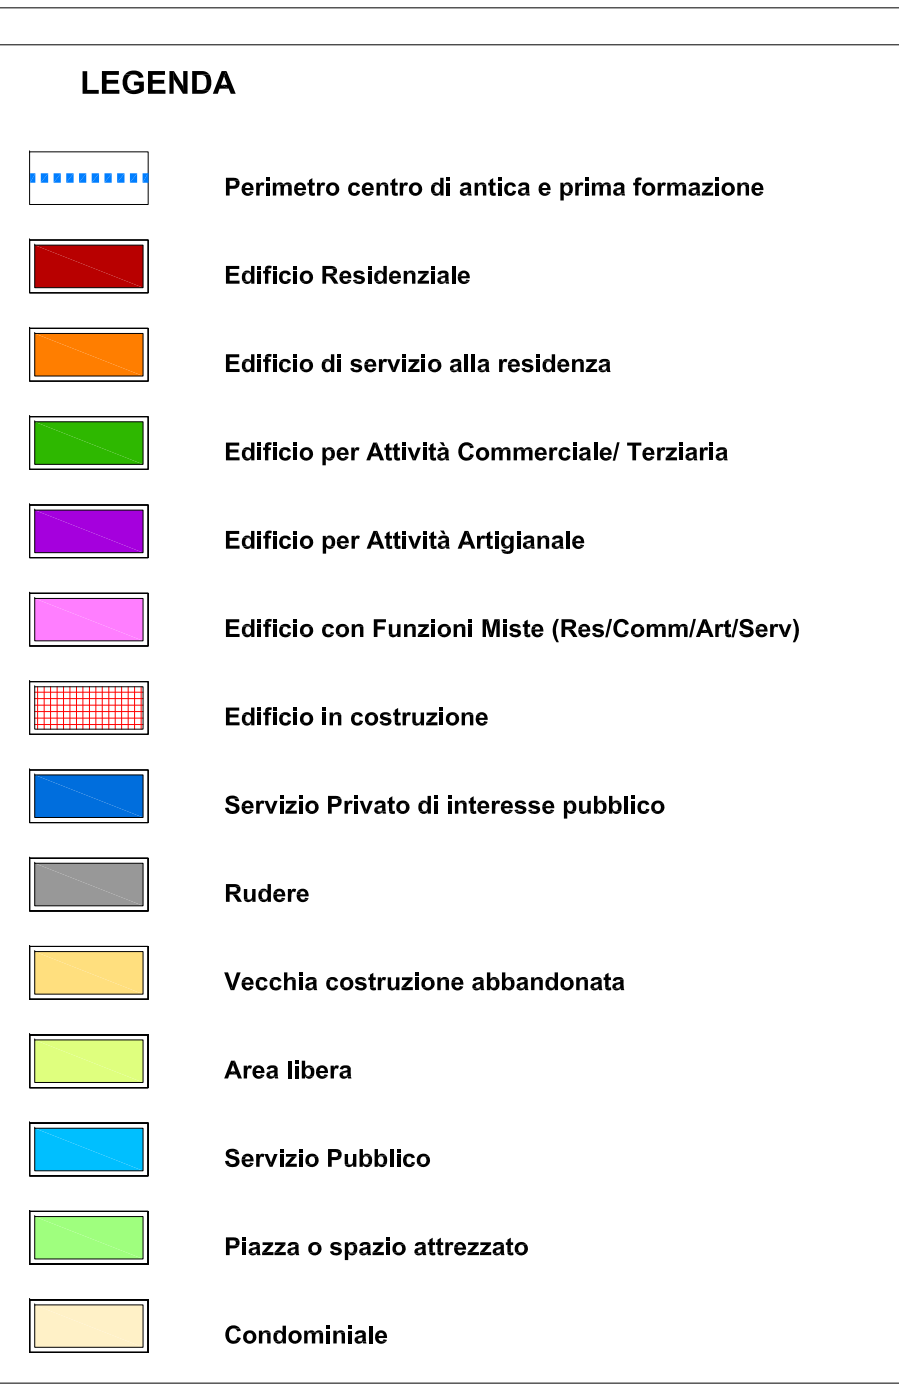 LEGENDA
Perimetro centro di antica e prima formazione
Edificio Residenziale
Edificio di servizio alla residenza
Edificio per Attività Commerciale/ Terziaria
Edificio per Attività Artigianale
Edificio con Funzioni Miste (Res/Comm/Art/Serv)
Edificio in costruzione
Servizio Privato di interesse pubblico
Rudere
Vecchia costruzione abbandonata
Area libera
Servizio Pubblico
Piazza o spazio attrezzato
Condominiale